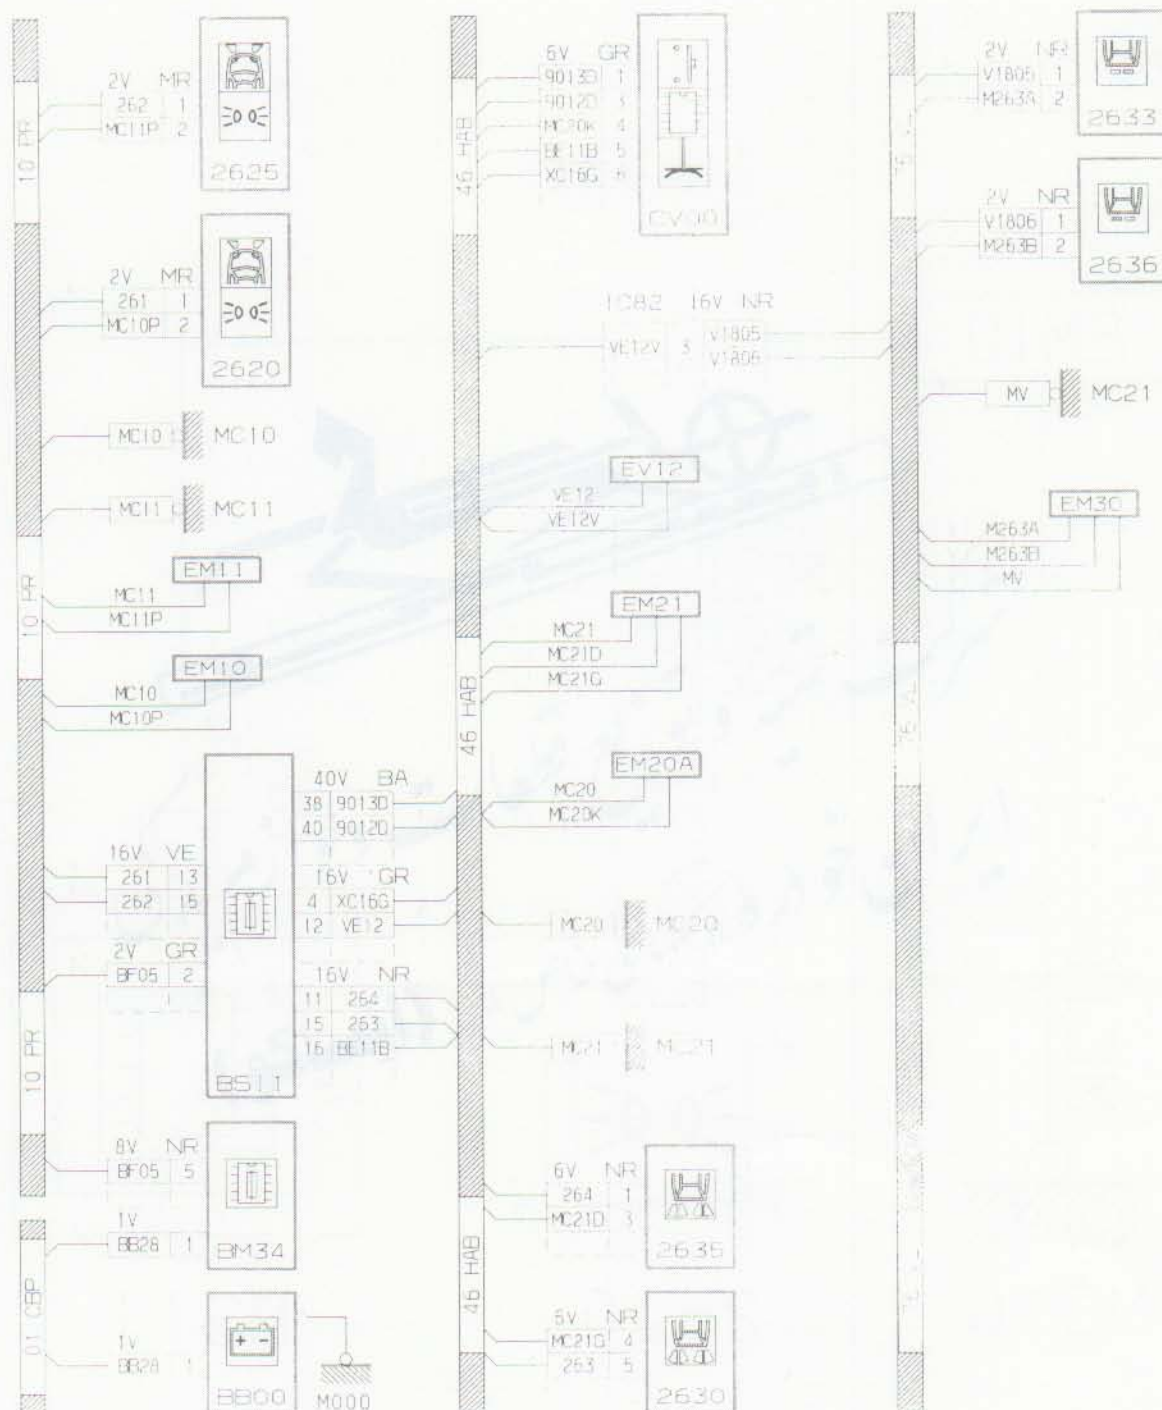 2V MR
262 1
MC11P 2
2625
10 PR
2V MR
261 1
MC10P 2
2620
MC10 MC10
MC11 MC11
EM11
MC11
MC11P
10 PR
EM10
MC10
MC10P
16V VE
261 13
262 15
2V GR
BF05 2
40V BA
38 9013D
40 9012D
16V GR
4 XC16G
12 VE12
16V NR
11 264
15 263
16 BE11B
BS11
10 PR
8V NR
BF05 5
BM34
1V
BB28 1
01 CBP
1V
BB28 1
BB00
M000
6V GR
9013D 1
9012D 3
MC20K 4
BE11B 5
XC16G 6
CV00
46 HAB
1C82 16V NR
VE12V 3 V1805
V1806
EV12
VE12
VE12V
EM21
MC21
MC21D
MC21G
46 HAB
EM20A
MC20
MC20K
MC20 MC20
MC21 MC21
6V NR
264 1
MC21D 3
2635
46 HAB
6V NR
MC21G 4
263 5
2630
2V NR
V1805 1
M263A 2
2633
2V NR
V1806 1
M263B 2
2636
MV MC21
EM30
M263A
M263B
MV